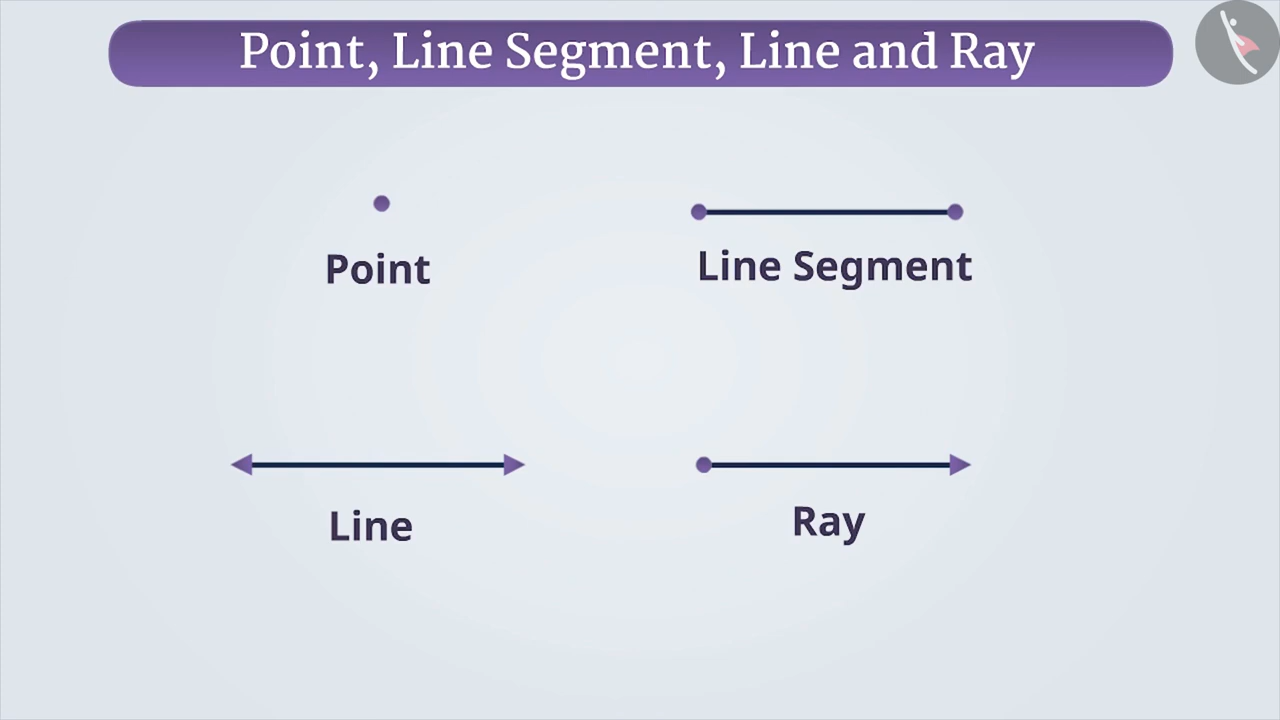 Point, Line Segment, Line and Ray
Point
Line Segment
Line
Ray